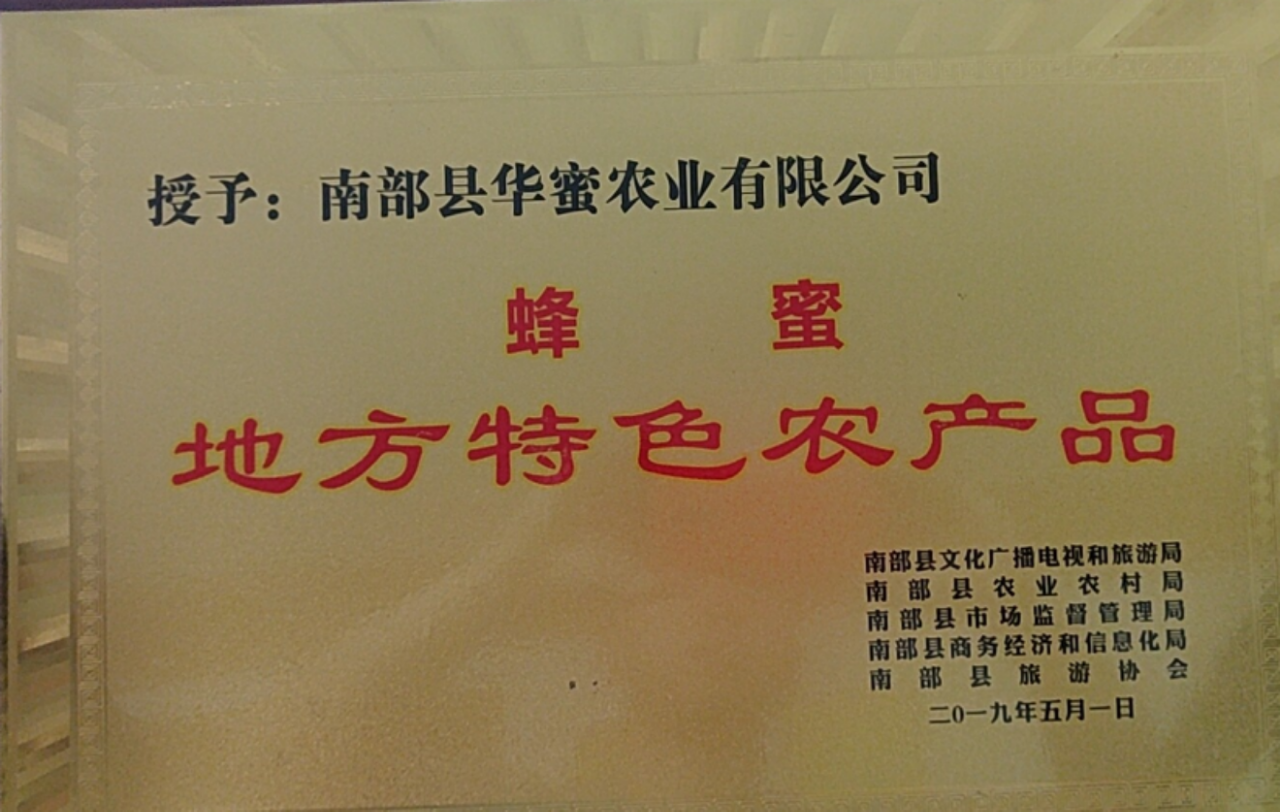 授予：南部县华蜜农业有限公司
蜂 蜜
地方特色农产品
南部县文化广播电视和旅游局
南部县农业农村局
南部县市场监督管理局
南部县商务经济和信息化局
南部县旅游协会
二0一九年五月一日